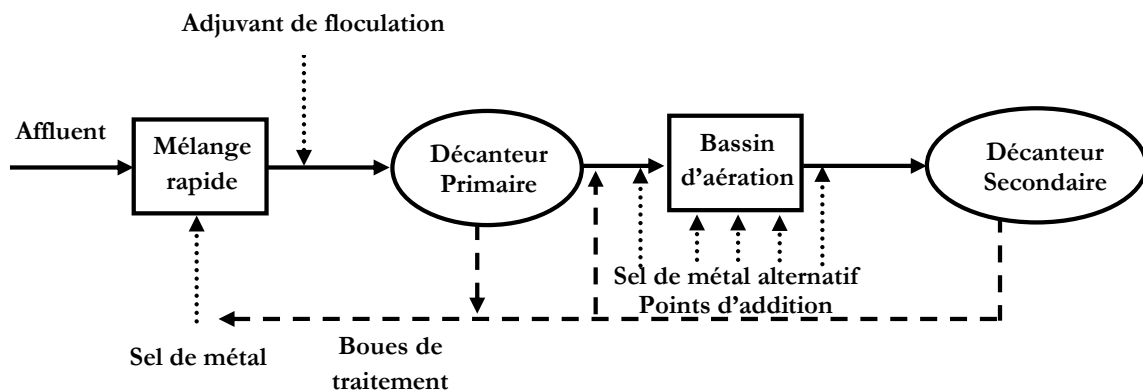 Adjuvant de floculation
Affluent
Mélange
rapide
Décanteur
Primaire
Bassin
d'aération
Décanteur
Secondaire
Sel de métal alternatif
Points d'addition
Sel de métal
Boues de
traitement